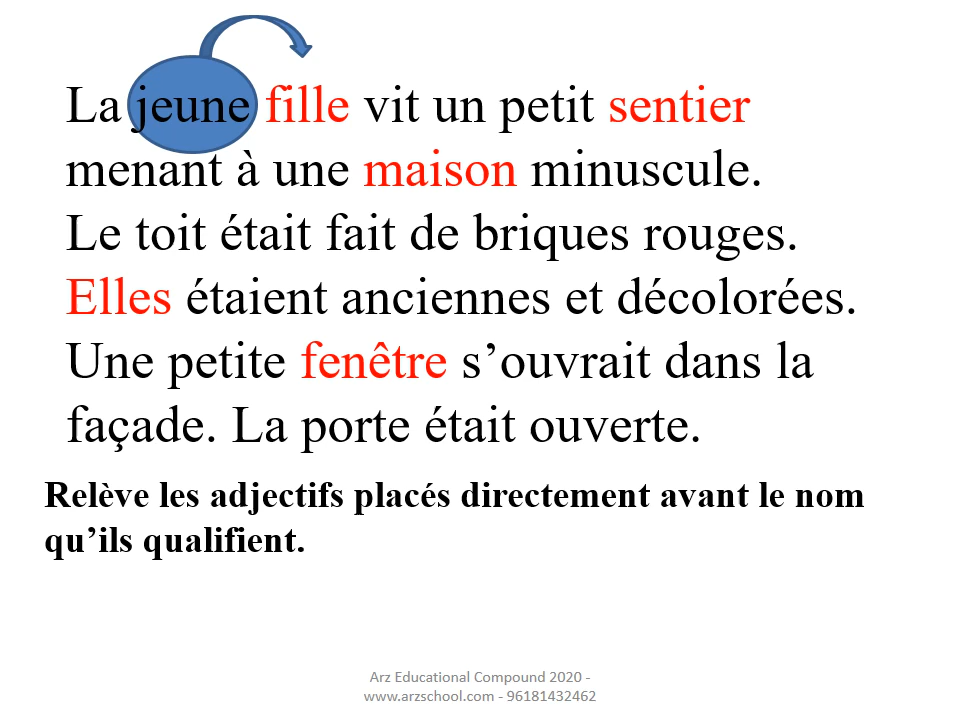 La jeune fille vit un petit sentier
menant à une maison minuscule.
Le toit était fait de briques rouges.
Elles étaient anciennes et décolorées.
Une petite fenêtre s’ouvrait dans la
façade. La porte était ouverte.
Relève les adjectifs placés directement avant le nom
qu’ils qualifient.
Arz Educational Compound 2020 -
www.arzschool.com - 96181432462